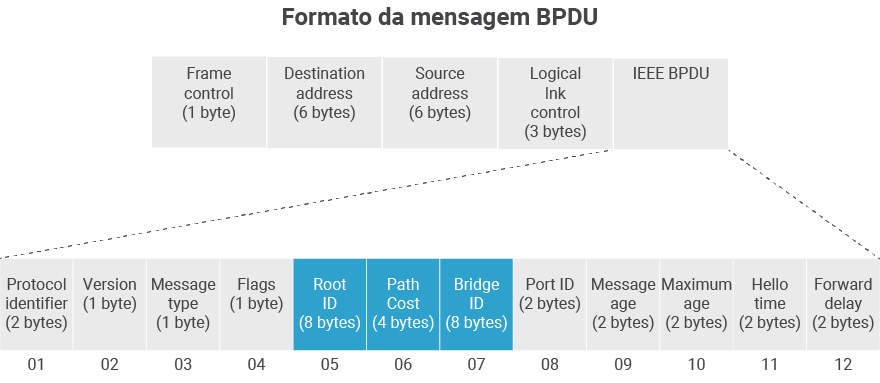 Formato da mensagem BPDU
Frame
control
(1 byte)
Destination
address
(6 bytes)
Source
address
(6 bytes)
Logical
lnk
control
(3 bytes)
IEEE BPDU
Protocol
identifier
(2 bytes)
Version
(1 byte)
Message
type
(1 byte)
Flags
(1 byte)
Root
ID
(8 bytes)
Path
Cost
(4 bytes)
Bridge
ID
(8 bytes)
Port ID
(2 bytes)
Message
age
(2 bytes)
Maximum
age
(2 bytes)
Hello
time
(2 bytes)
Forward
delay
(2 bytes)
01
02
03
04
05
06
07
08
09
10
11
12